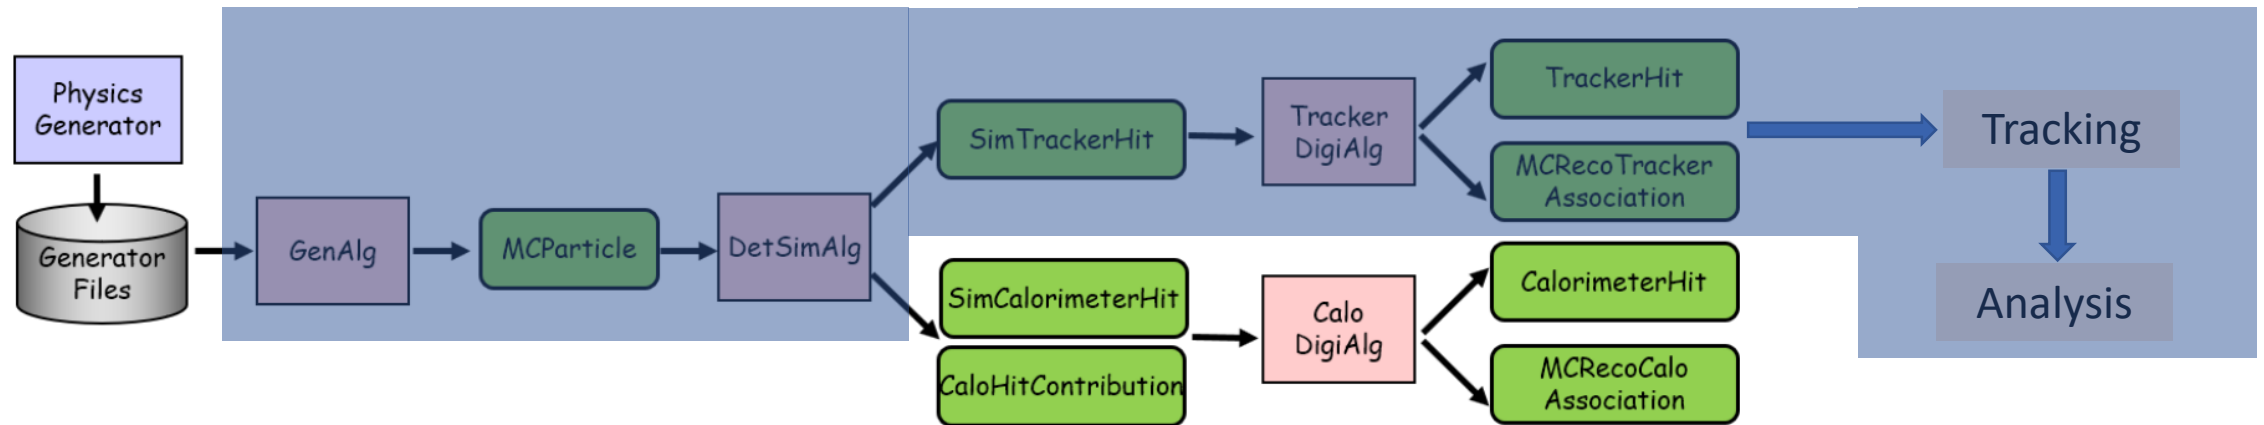 Physics
Generator
Generator
Files
GenAlg
MCParticle
DetSimAlg
SimTrackerHit
Tracker
DigiAlg
TrackerHit
MCRecoTracker
Association
Tracking
Analysis
SimCalorimeterHit
CaloHitContribution
Calo
DigiAlg
CalorimeterHit
MCRecoCalo
Association